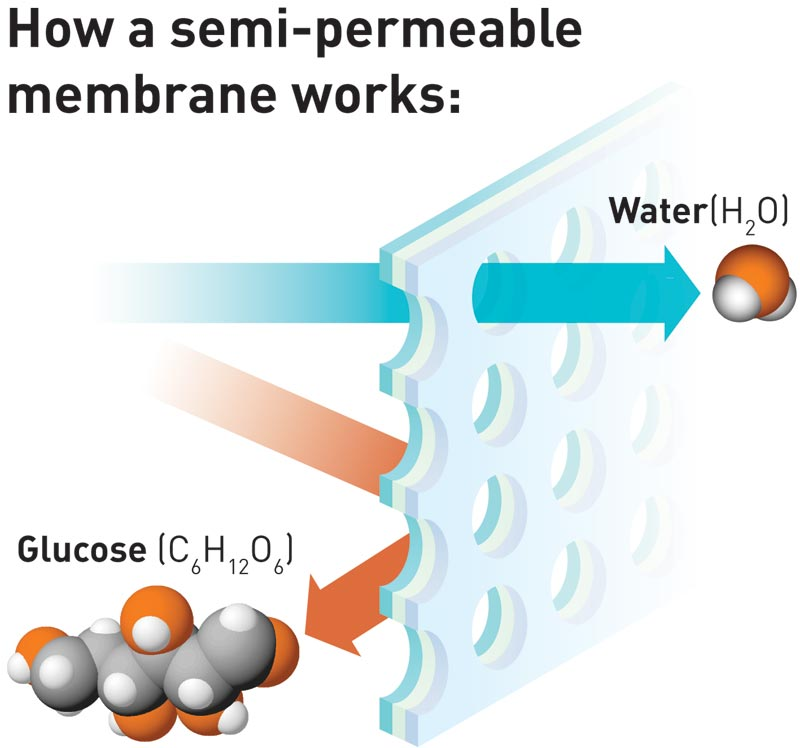 How a semi-permeable
membrane works:
Water(H₂O)
Glucose (C₆H₁₂O₆)